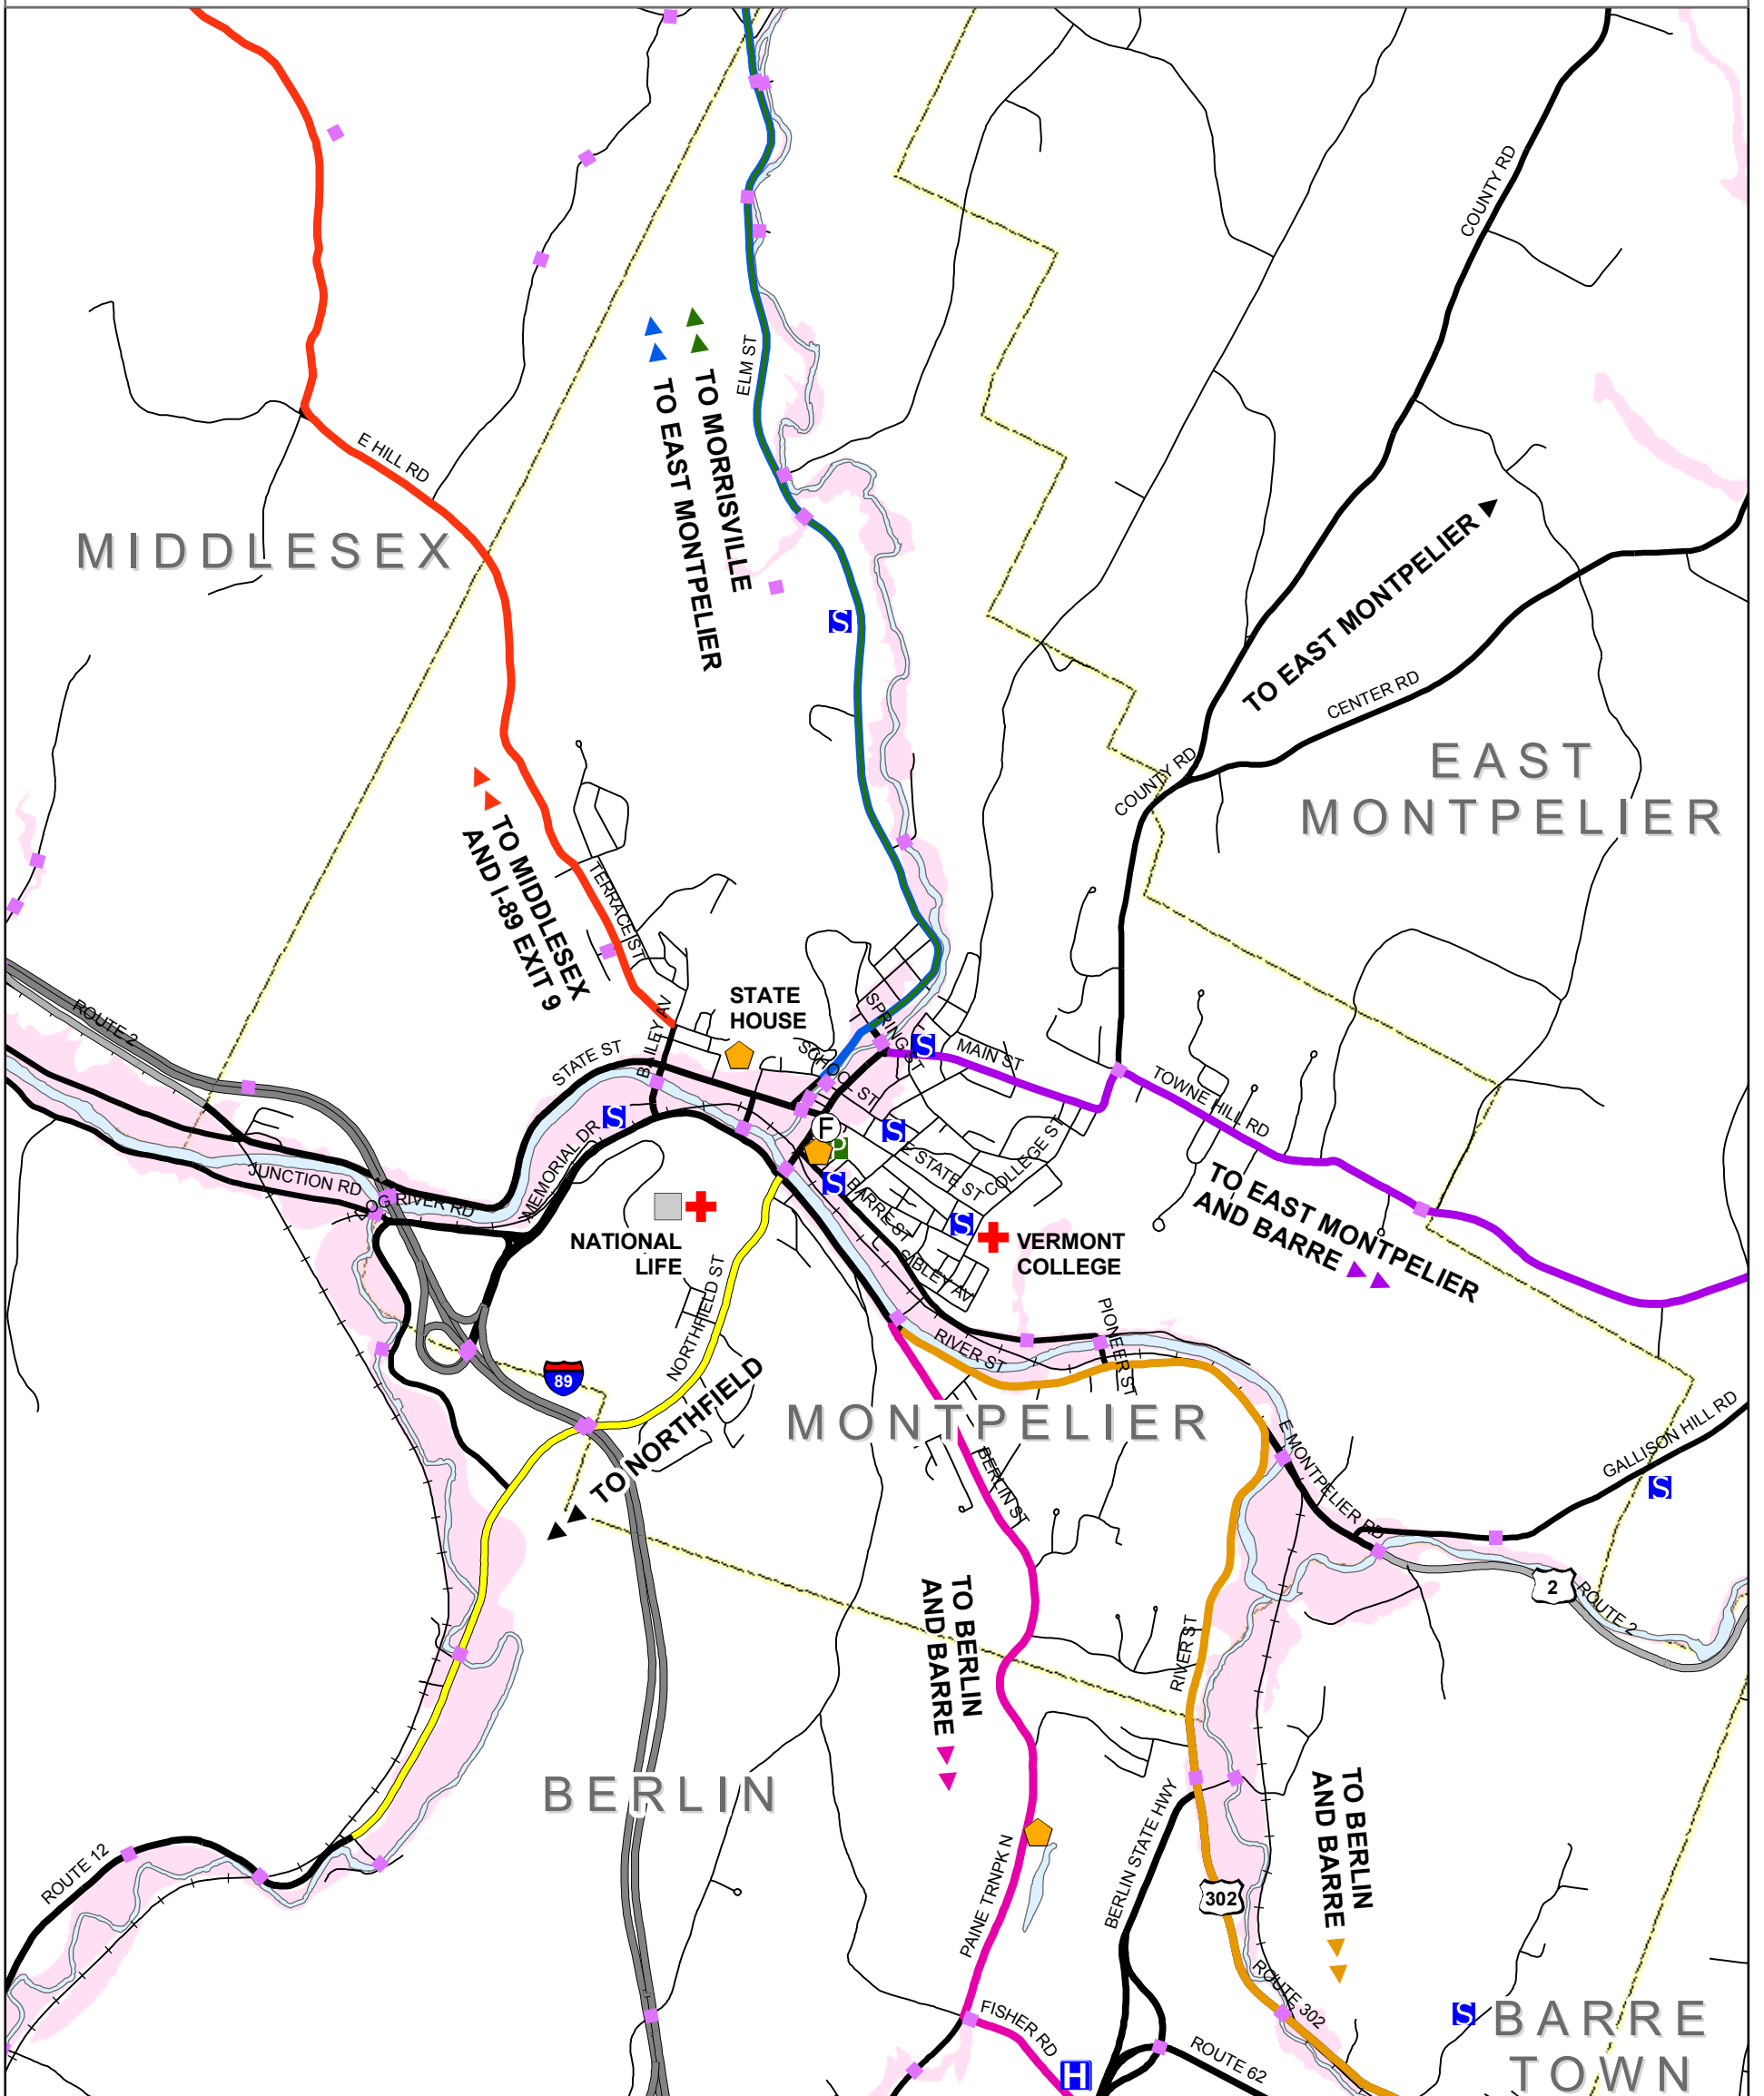 COUNTY RD
ELM ST
TO MORRISVILLE
TO EAST MONTPELIER
E HILL RD
MIDDLESEX
S
TO EAST MONTPELIER
CENTER RD
COUNTY RD
EAST
MONTPELIER
TO MIDDLESEX
AND I-89 EXIT 9
TERRACE ST
ROUTE 2
STATE
HOUSE
BAILEY AV
SPRING ST
S
MAIN ST
STATE ST
SCHOOL ST
TOWNE HILL RD
S
F
S
P
MEMORIAL DR
E STATE ST
COLLEGE ST
JUNCTION RD
DOG RIVER RD
S
BARRE ST
S
TO EAST MONTPELIER
AND BARRE
NATIONAL
LIFE
VERMONT
COLLEGE
SIBLEY AV
NORTHFIELD ST
PIONEER ST
RIVER ST
89
TO NORTHFIELD
MONTPELIER
BERLIN ST
E MONTPELIER RD
GALLISON HILL RD
S
2
ROUTE 2
TO BERLIN
AND BARRE
RIVER ST
BERLIN
BERLIN STATE HWY
TO BERLIN
AND BARRE
ROUTE 12
PAINE TRNPK N
302
ROUTE 302
FISHER RD
S
BARRE
TOWN
H
ROUTE 62